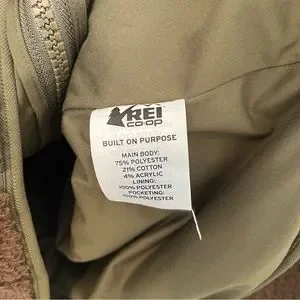 REI
CO·OP
BUILT ON PURPOSE
MAIN BODY:
75% POLYESTER
21% COTTON
4% ACRYLIC
LINING:
100% POLYESTER
POCKETING:
100% POLYESTER